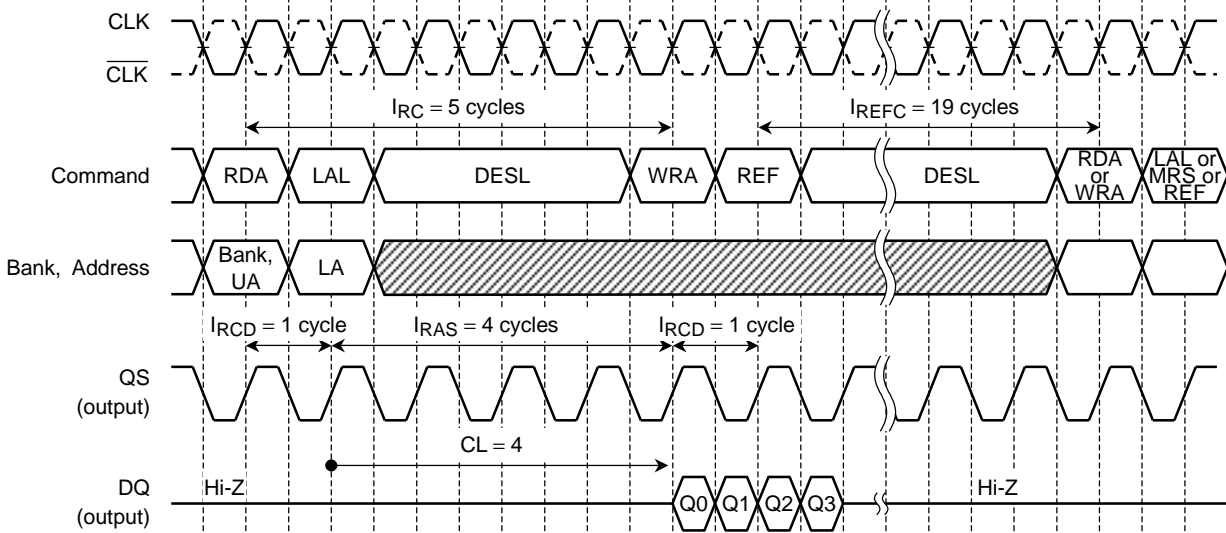 CLK
CLK
IRC = 5 cycles
IREFC = 19 cycles
Command
RDA
LAL
DESL
WRA
REF
DESL
RDA
or
WRA
LAL or
MRS or
REF
Bank, Address
Bank,
UA
LA
IRCD = 1 cycle
IRAS = 4 cycles
IRCD = 1 cycle
QS
(output)
CL = 4
DQ
(output)
Hi-Z
Q0
Q1
Q2
Q3
Hi-Z